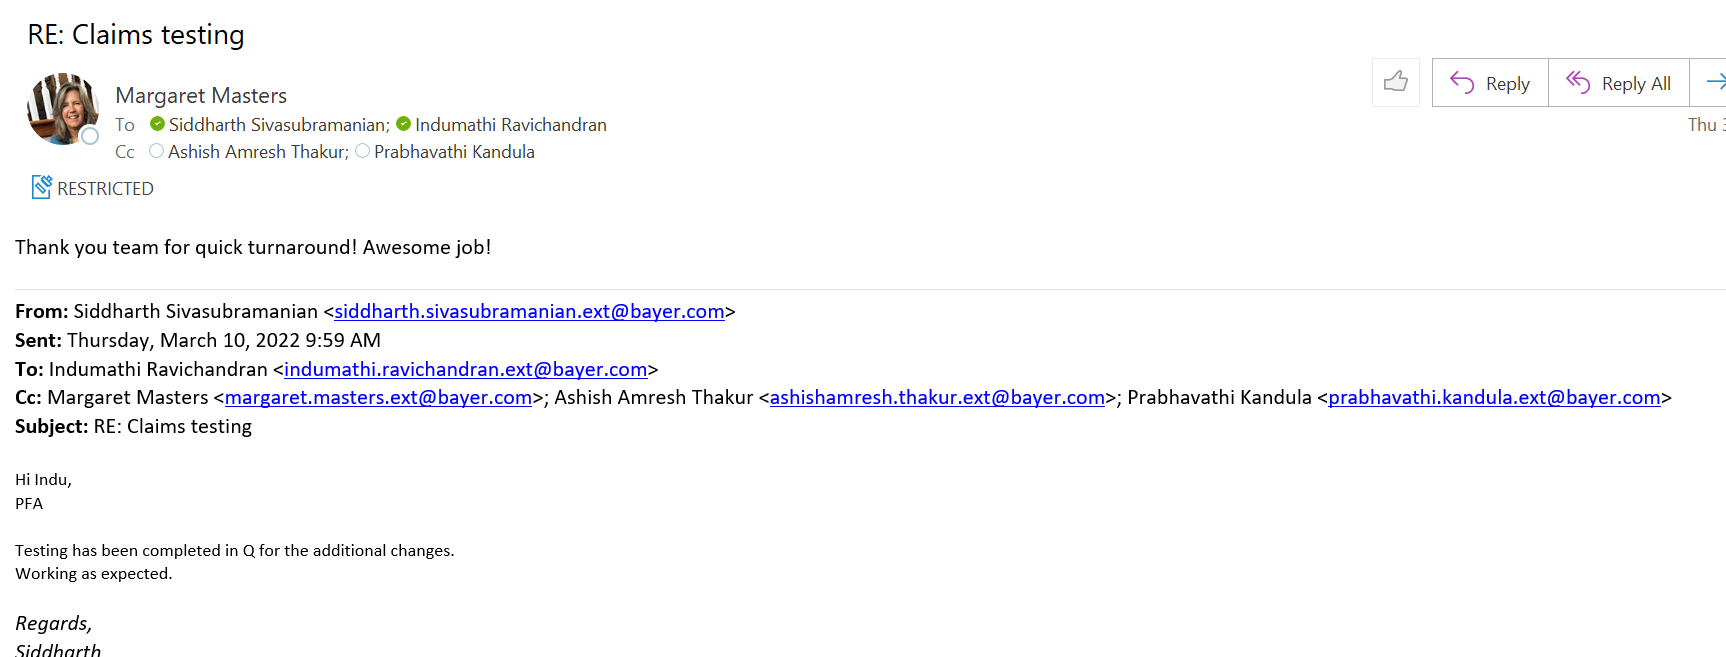 RE: Claims testing
Margaret Masters
Reply
Reply All
To Siddharth Sivasubramanian; Indumathi Ravichandran
Thu 3
Cc Ashish Amresh Thakur; Prabhavathi Kandula
RESTRICTED
Thank you team for quick turnaround! Awesome job!
From: Siddharth Sivasubramanian <siddharth.sivasubramanian.ext@bayer.com>
Sent: Thursday, March 10, 2022 9:59 AM
To: Indumathi Ravichandran <indumathi.ravichandran.ext@bayer.com>
Cc: Margaret Masters <margaret.masters.ext@bayer.com>; Ashish Amresh Thakur <ashishamresh.thakur.ext@bayer.com>; Prabhavathi Kandula <prabhavathi.kandula.ext@bayer.com>
Subject: RE: Claims testing
Hi Indu,
PFA
Testing has been completed in Q for the additional changes.
Working as expected.
Regards,
Siddharth